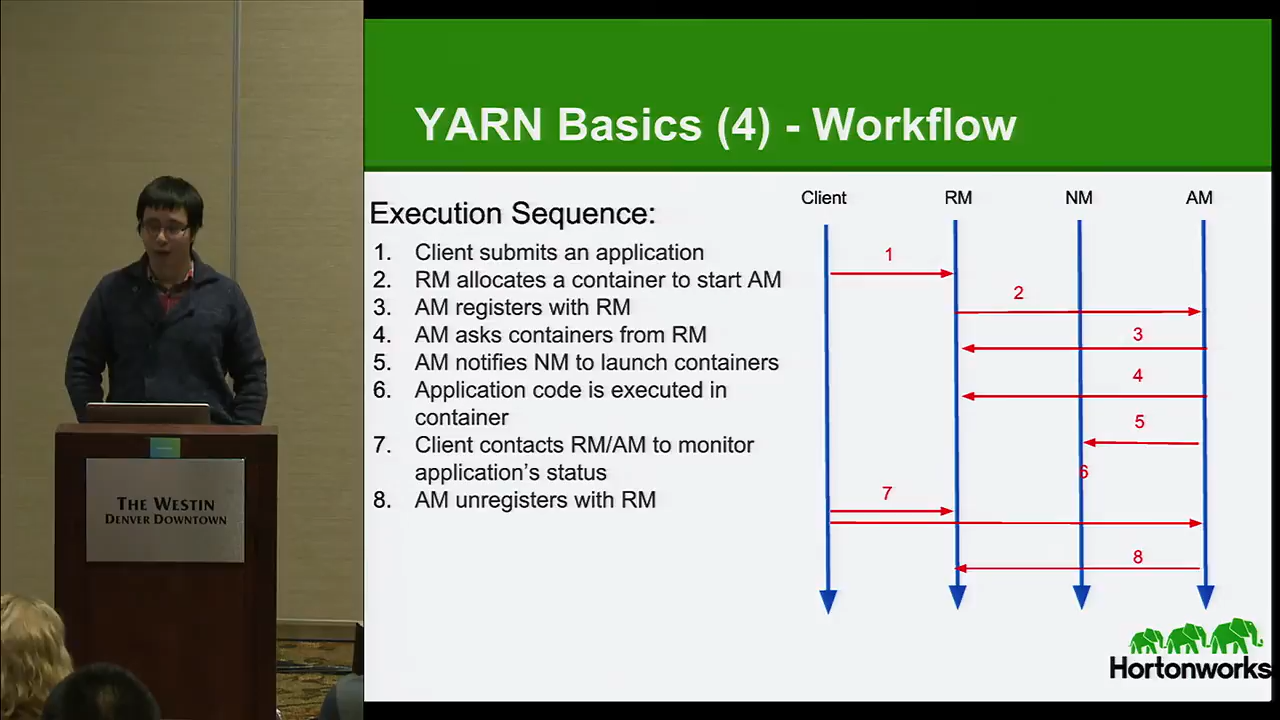 YARN Basics (4) - Workflow
Execution Sequence:
1. Client submits an application
2. RM allocates a container to start AM
3. AM registers with RM
4. AM asks containers from RM
5. AM notifies NM to launch containers
6. Application code is executed in
container
7. Client contacts RM/AM to monitor
application's status
8. AM unregisters with RM
Client RM NM AM
1
2
3
4
5
6
7
8
Hortonworks
THE WESTIN
DENVER DOWNTOWN